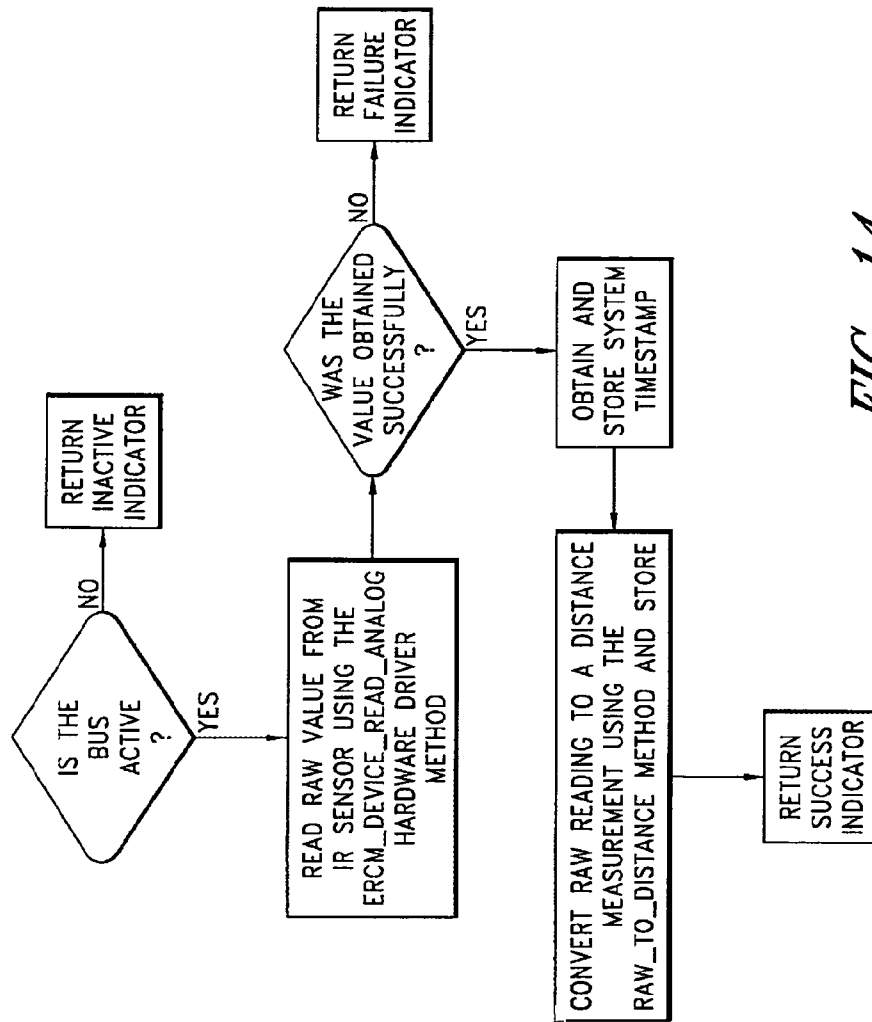 IS THE
BUS
ACTIVE
?
NO
RETURN
INACTIVE
INDICATOR
YES
READ RAW VALUE FROM
IR SENSOR USING THE
ERCM_DEVICE_READ_ANALOG
HARDWARE DRIVER
METHOD
WAS THE
VALUE OBTAINED
SUCCESSFULLY
?
NO
RETURN
FAILURE
INDICATOR
YES
OBTAIN AND
STORE SYSTEM
TIMESTAMP
CONVERT RAW READING TO A DISTANCE
MEASUREMENT USING THE
RAW_TO_DISTANCE METHOD AND STORE
RETURN
SUCCESS
INDICATOR
FIG. 14